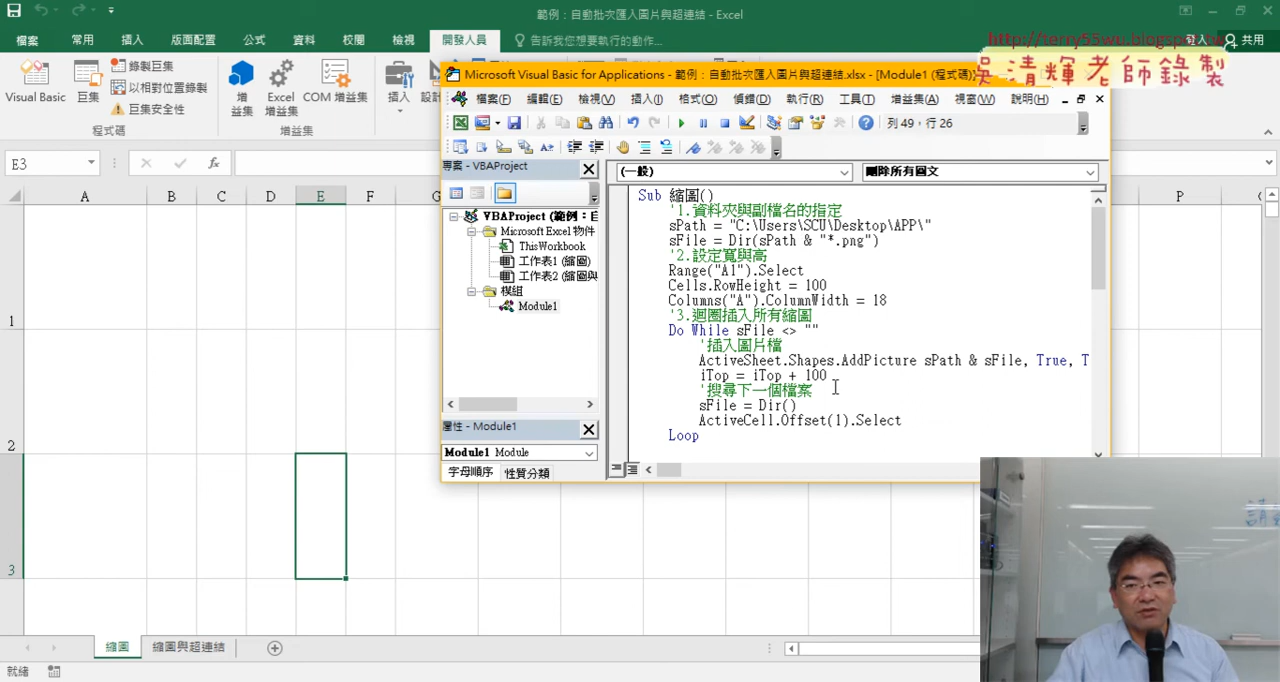 範例：自動批次匯入圖片與超連結 - Excel
檔案 常用 插入 版面配置 公式 資料 校閱 檢視 開發人員 告訴我您想要執行的動作... 登入 共用
http://terry55wu.blogspot.tw
吳清輝老師錄製
Visual Basic 巨集 錄製巨集
以相對位置錄製
巨集安全性
增益集 Excel 增益集 COM 增益集 插入
程式碼 增益集
Microsoft Visual Basic for Applications - 範例：自動批次匯入圖片與超連結.xlsx - [Module1 (程式碼)]
檔案(F) 編輯(E) 檢視(V) 插入(I) 格式(O) 偵錯(D) 執行(R) 工具(T) 增益集(A) 視窗(W) 說明(H)
列 49，行 26
E3
fx
專案 - VBAProject
(一般) 刪除所有圖文
A B C D E F G P
1
2
3
VBAProject (範例：自
Microsoft Excel 物件
ThisWorkbook
工作表1 (縮圖)
工作表2 (縮圖與
模組
Module1
屬性 - Module1
Module1 Module
字母順序 性質分類
Sub 縮圖()
'1.資料夾與副檔名的指定
sPath = "C:\Users\SCU\Desktop\APP\"
sFile = Dir(sPath & "*.png")
'2.設定寬與高
Range("A1").Select
Cells.RowHeight = 100
Columns("A").ColumnWidth = 18
'3.迴圈插入所有縮圖
Do While sFile <> ""
'插入圖片檔
ActiveSheet.Shapes.AddPicture sPath & sFile, True, T
iTop = iTop + 100
'搜尋下一個檔案
sFile = Dir()
ActiveCell.Offset(1).Select
Loop
縮圖 縮圖與超連結
就緒